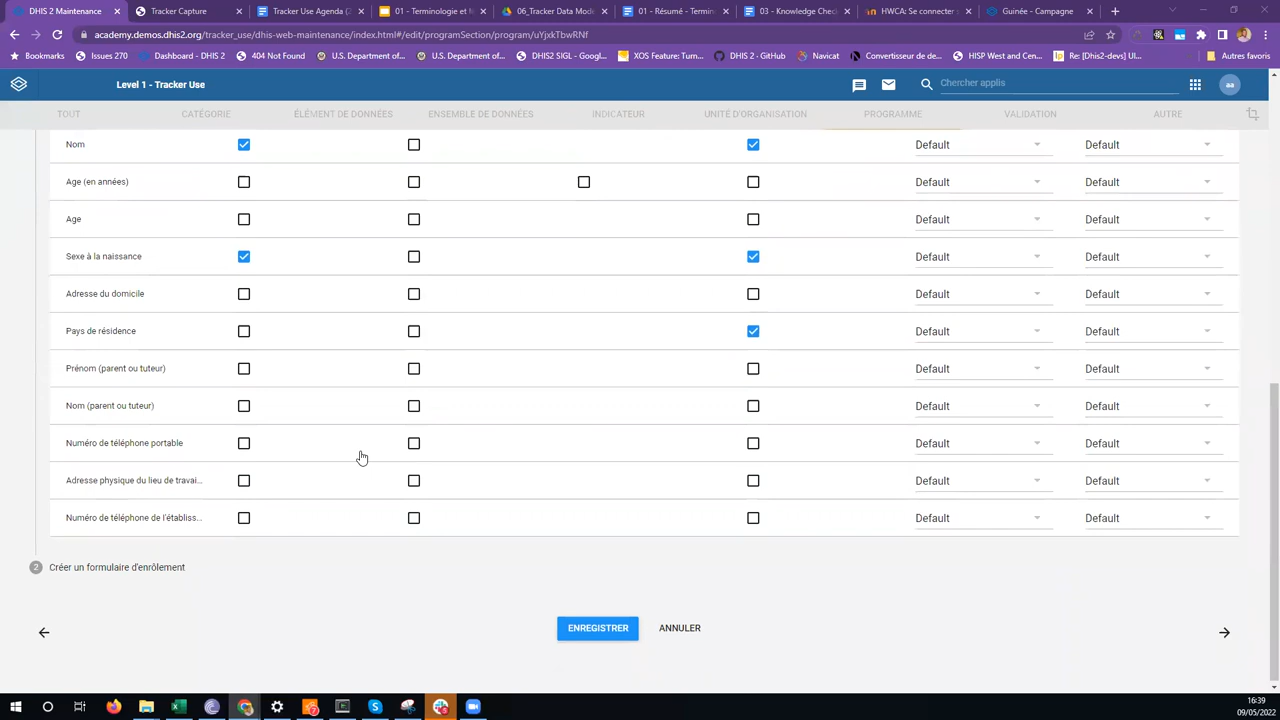 DHIS 2 Maintenance
Tracker Capture
Tracker Use Agenda (2
01 - Terminologie et N
06_Tracker Data Mode
01 - Résumé - Termin
03 - Knowledge Chec
HWCA: Se connecter s
Guinée - Campagne
academy.demos.dhis2.org/tracker_use/dhis-web-maintenance/index.html#/edit/programSection/program/uYjxkTbwRNf
Bookmarks
Issues 270
Dashboard - DHIS 2
404 Not Found
U.S. Department of...
U.S. Department of...
DHIS2 SIGL - Googl...
XOS Feature: Tum...
DHIS 2 · GitHub
Navicat
Convertisseur de de...
HISP West and Cen...
Re: [Dhis2-devs] UI...
Autres favoris
Level 1 - Tracker Use
Chercher applis
aa
TOUT
CATÉGORIE
ÉLÉMENT DE DONNÉES
ENSEMBLE DE DONNÉES
INDICATEUR
UNITÉ D'ORGANISATION
PROGRAMME
VALIDATION
AUTRE
Nom Default Default
Age (en années) Default Default
Age Default Default
Sexe à la naissance Default Default
Adresse du domicile Default Default
Pays de résidence Default Default
Prénom (parent ou tuteur) Default Default
Nom (parent ou tuteur) Default Default
Numéro de téléphone portable Default Default
Adresse physique du lieu de travai... Default Default
Numéro de téléphone de l'établiss... Default Default
2 Créer un formulaire d'enrôlement
ENREGISTRER
ANNULER
16:39
09/05/2022